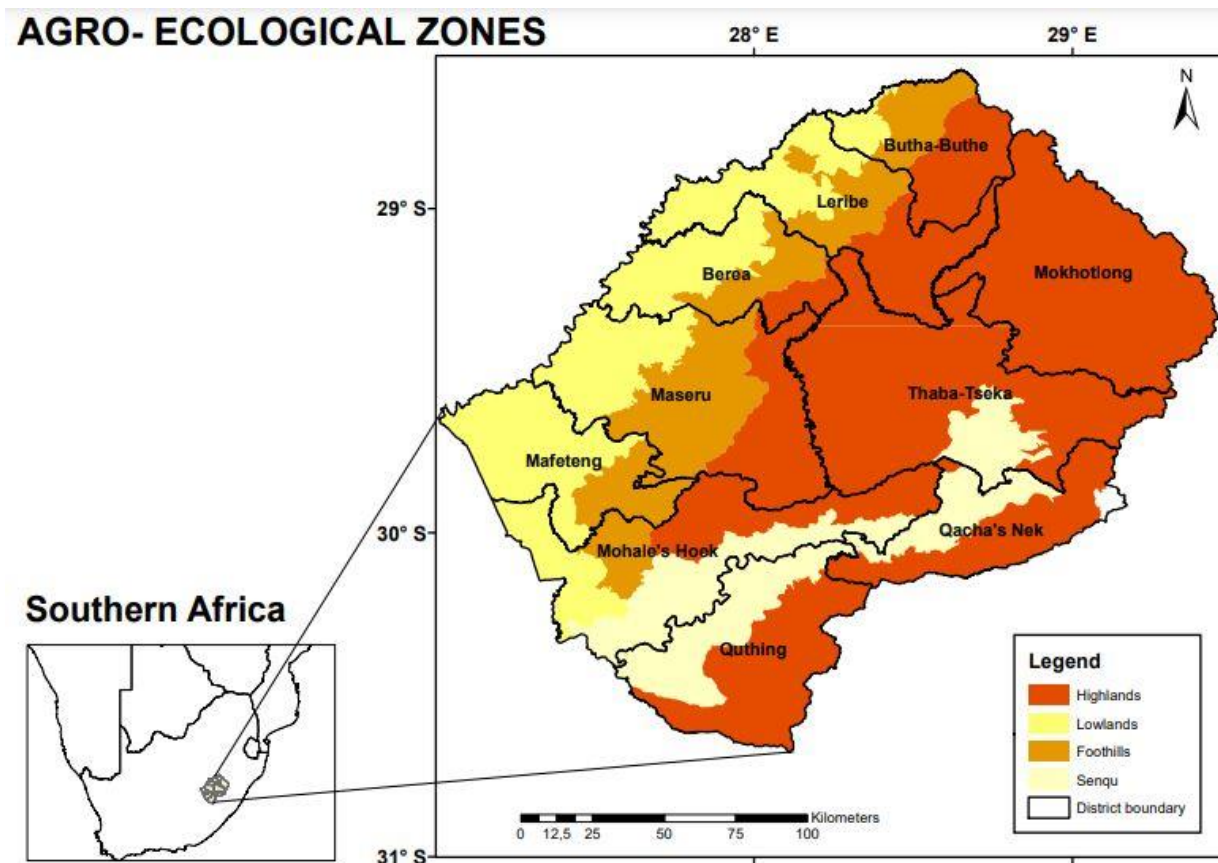 AGRO- ECOLOGICAL ZONES
28° E
29° E
N
Butha-Buthe
29° S
Leribe
Berea
Mokhotlong
Maseru
Thaba-Tseka
Mafeteng
30° S
Mohale's Hoek
Qacha's Nek
Southern Africa
Quthing
Legend
Highlands
Lowlands
Foothills
Senqu
District boundary
Kilometers
0 12,5 25 50 75 100
31° S